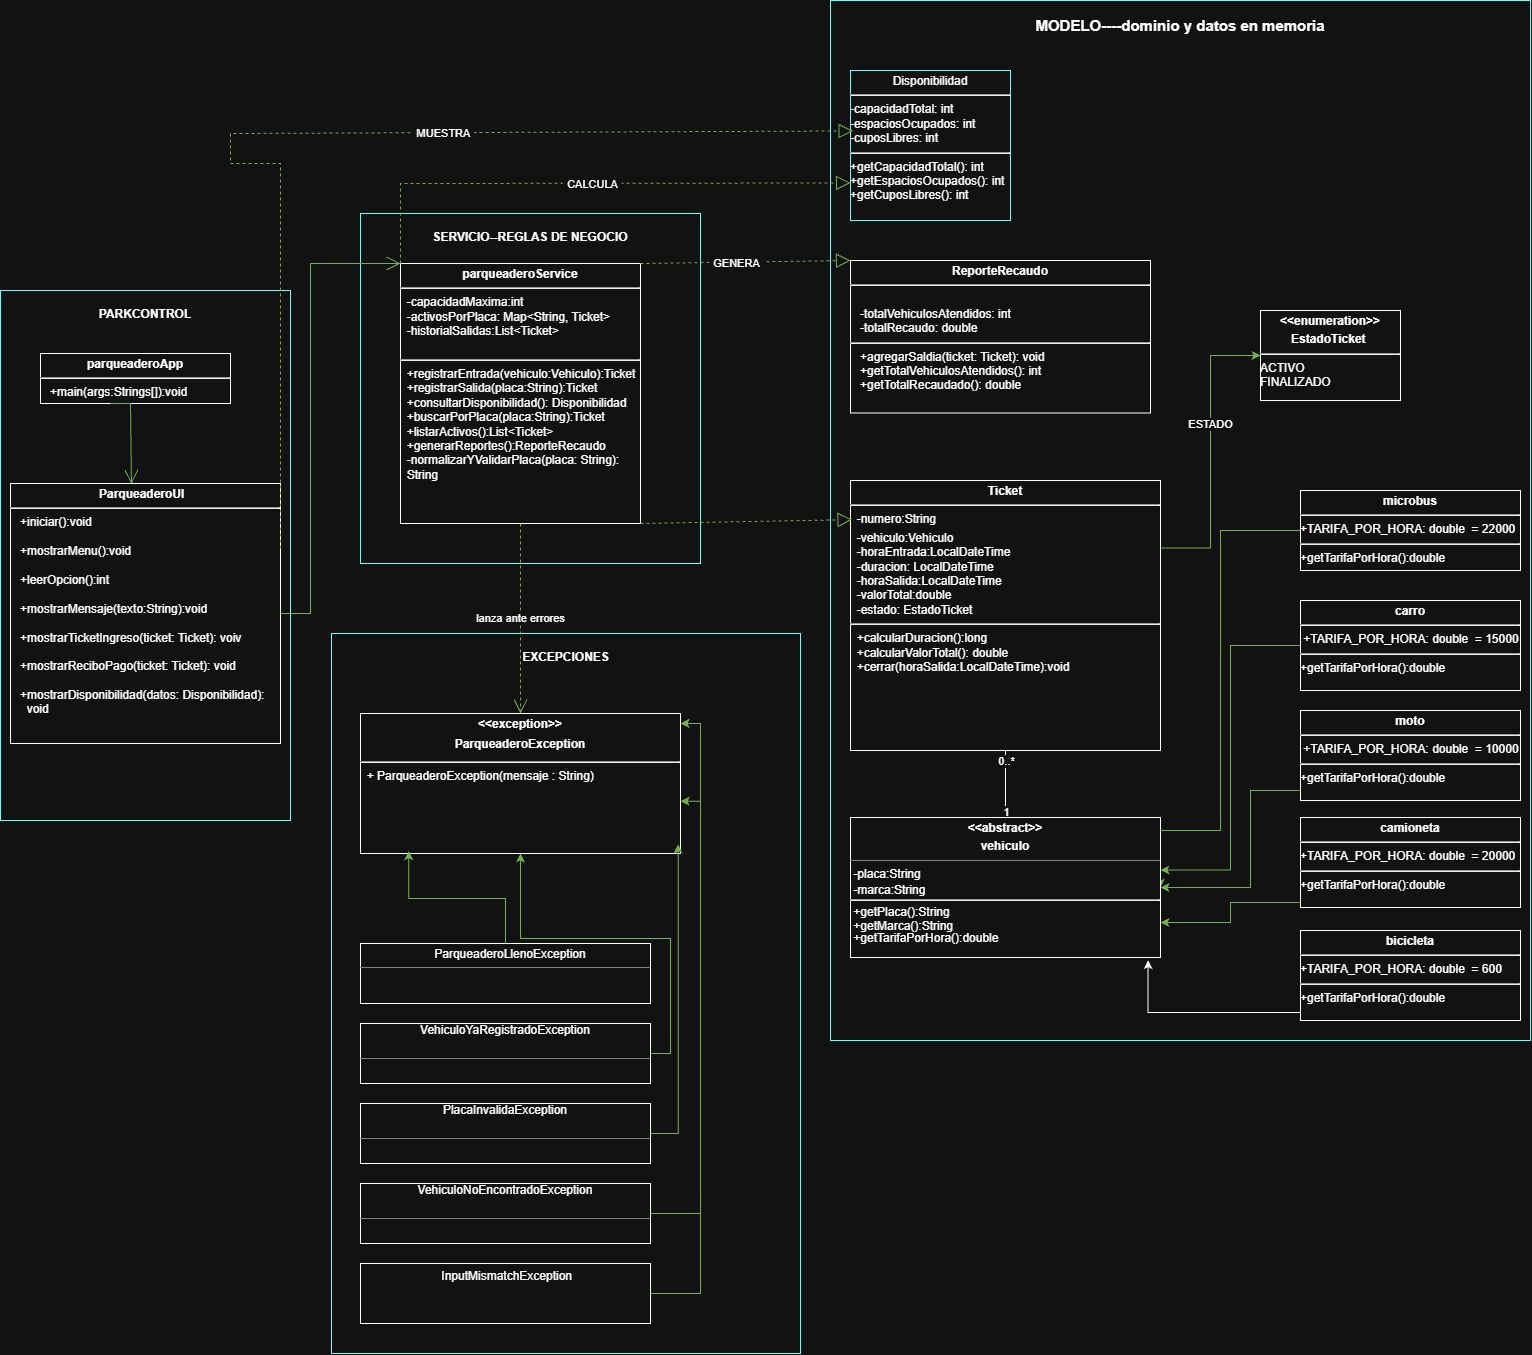 MODELO----dominio y datos en memoria
Disponibilidad
-capacidadTotal: int
-espaciosOcupados: int
-cuposLibres: int
+getCapacidadTotal(): int
+getEspaciosOcupados(): int
+getCuposLibres(): int
MUESTRA
CALCULA
SERVICIO--REGLAS DE NEGOCIO
parqueaderoService
-capacidadMaxima:int
-activosPorPlaca: Map<String, Ticket>
-historialSalidas:List<Ticket>
+registrarEntrada(vehiculo:Vehiculo):Ticket
+registrarSalida(placa:String):Ticket
+consultarDisponibilidad(): Disponibilidad
+buscarPorPlaca(placa:String):Ticket
+listarActivos():List<Ticket>
+generarReportes():ReporteRecaudo
-normalizarYValidarPlaca(placa: String):
String
GENERA
ReporteRecaudo
-totalVehiculosAtendidos: int
-totalRecaudo: double
+agregarSaldia(ticket: Ticket): void
+getTotalVehiculosAtendidos(): int
+getTotalRecaudado(): double
<<enumeration>>
EstadoTicket
ACTIVO
FINALIZADO
ESTADO
PARKCONTROL
parqueaderoApp
+main(args:Strings[]):void
ParqueaderoUI
+iniciar():void
+mostrarMenu():void
+leerOpcion():int
+mostrarMensaje(texto:String):void
+mostrarTicketIngreso(ticket: Ticket): voiv
+mostrarReciboPago(ticket: Ticket): void
+mostrarDisponibilidad(datos: Disponibilidad):
void
Ticket
-numero:String
-vehiculo:Vehiculo
-horaEntrada:LocalDateTime
-duracion: LocalDateTime
-horaSalida:LocalDateTime
-valorTotal:double
-estado: EstadoTicket
+calcularDuracion():long
+calcularValorTotal(): double
+cerrar(horaSalida:LocalDateTime):void
0..*
1
<<abstract>>
vehiculo
-placa:String
-marca:String
+getPlaca():String
+getMarca():String
+getTarifaPorHora():double
microbus
+TARIFA_POR_HORA: double = 22000
+getTarifaPorHora():double
carro
+TARIFA_POR_HORA: double = 15000
+getTarifaPorHora():double
moto
+TARIFA_POR_HORA: double = 10000
+getTarifaPorHora():double
camioneta
+TARIFA_POR_HORA: double = 20000
+getTarifaPorHora():double
bicicleta
+TARIFA_POR_HORA: double = 600
+getTarifaPorHora():double
lanza ante errores
EXCEPCIONES
<<exception>>
ParqueaderoException
+ ParqueaderoException(mensaje : String)
ParqueaderoLlenoException
VehiculoYaRegistradoException
PlacaInvalidaException
VehiculoNoEncontradoException
InputMismatchException